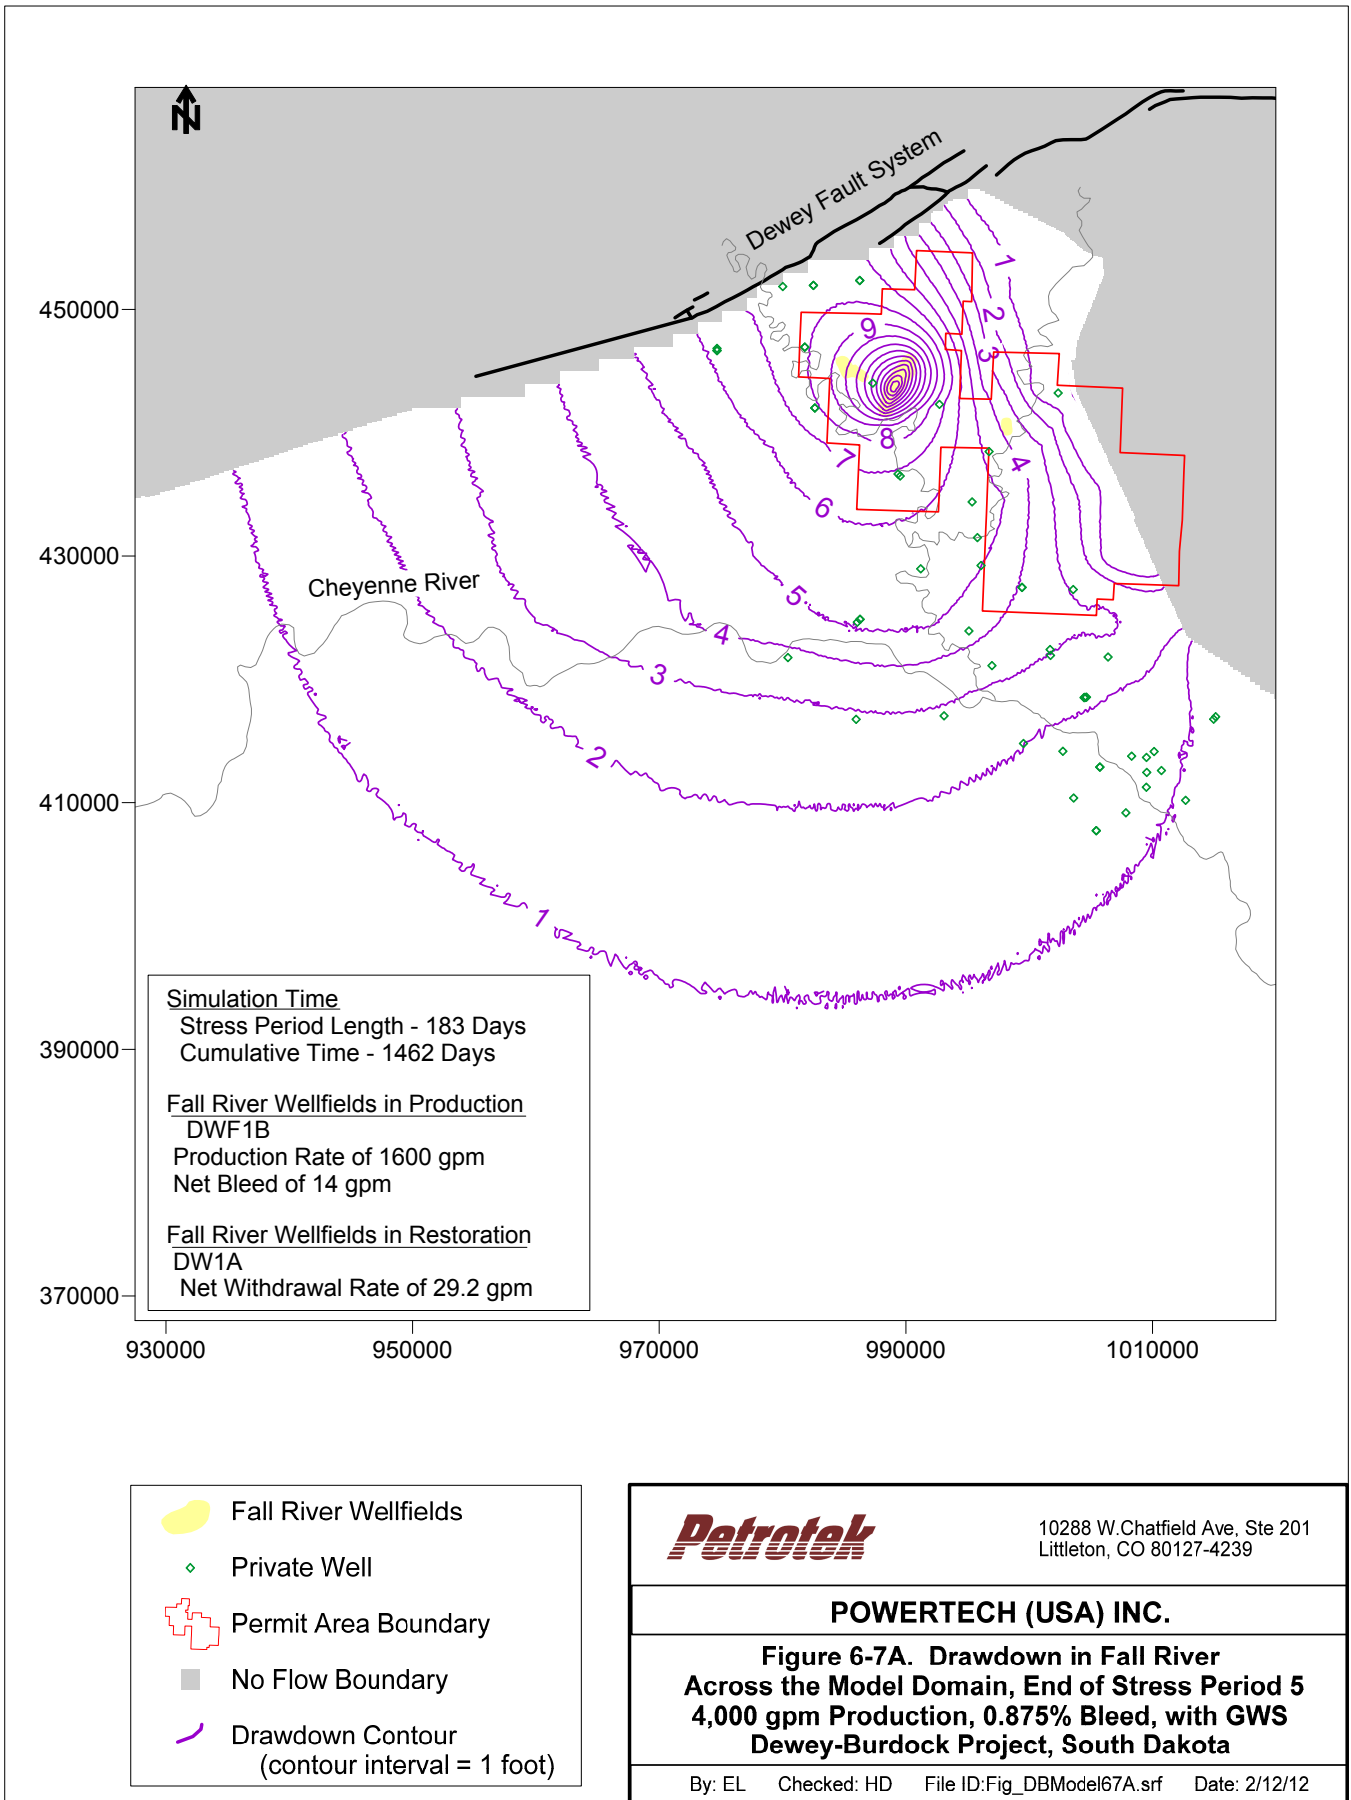 N
Dewey Fault System
450000
430000
410000
390000
370000
930000
950000
970000
990000
1010000
Cheyenne River
1
2
3
4
9
8
7
6
5
4
3
2
1
Simulation Time
Stress Period Length - 183 Days
Cumulative Time - 1462 Days
Fall River Wellfields in Production
DWF1B
Production Rate of 1600 gpm
Net Bleed of 14 gpm
Fall River Wellfields in Restoration
DW1A
Net Withdrawal Rate of 29.2 gpm
Fall River Wellfields
Private Well
Permit Area Boundary
No Flow Boundary
Drawdown Contour
(contour interval = 1 foot)
Petrotek
10288 W.Chatfield Ave, Ste 201
Littleton, CO 80127-4239
POWERTECH (USA) INC.
Figure 6-7A. Drawdown in Fall River
Across the Model Domain, End of Stress Period 5
4,000 gpm Production, 0.875% Bleed, with GWS
Dewey-Burdock Project, South Dakota
By: EL Checked: HD File ID:Fig_DBModel67A.srf Date: 2/12/12